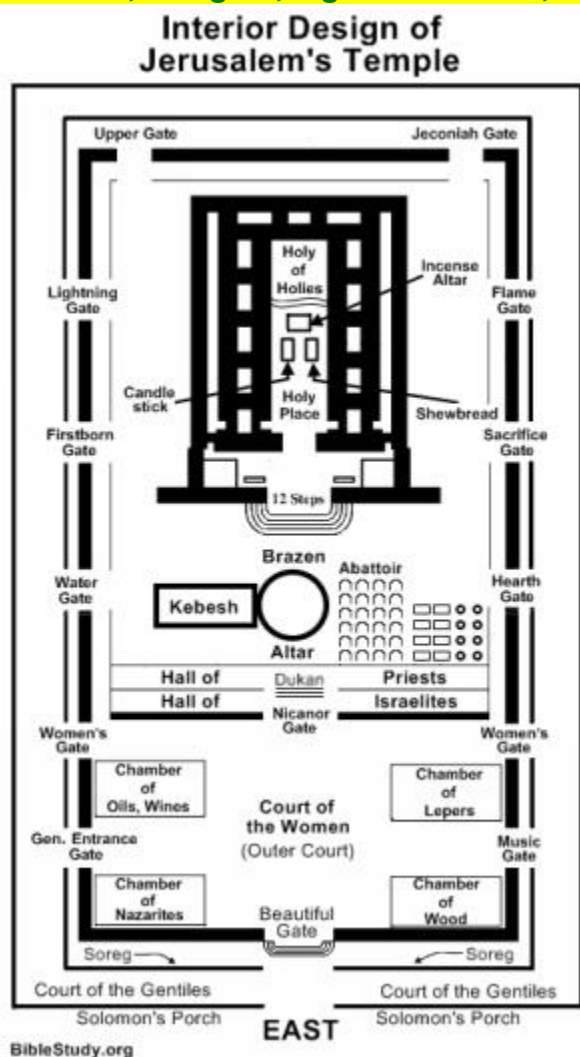 Interior Design of
Jerusalem's Temple
Upper Gate
Jeconiah Gate
Holy
of
Holies
Incense
Altar
Lightning
Gate
Flame
Gate
Candle
stick
Holy
Place
Shewbread
Firstborn
Gate
Sacrifice
Gate
12 Steps
Brazen
Altar
Abattoir
Water
Gate
Kebesh
Hearth
Gate
Hall of
Dukan
Priests
Hall of
Israelites
Nicanor
Gate
Women's
Gate
Women's
Gate
Chamber
of
Oils, Wines
Chamber
of
Lepers
Court of
the Women
(Outer Court)
Gen. Entrance
Gate
Music
Gate
Chamber
of
Nazarites
Beautiful
Gate
Chamber
of
Wood
Soreg
Soreg
Court of the Gentiles
Court of the Gentiles
Solomon's Porch
EAST
Solomon's Porch
BibleStudy.org